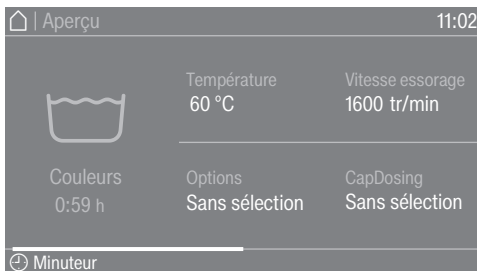 | Aperçu 11:02
Température Vitesse essorage
60 °C 1600 tr/min
Couleurs Options CapDosing
0:59 h Sans sélection Sans sélection
Minuteur